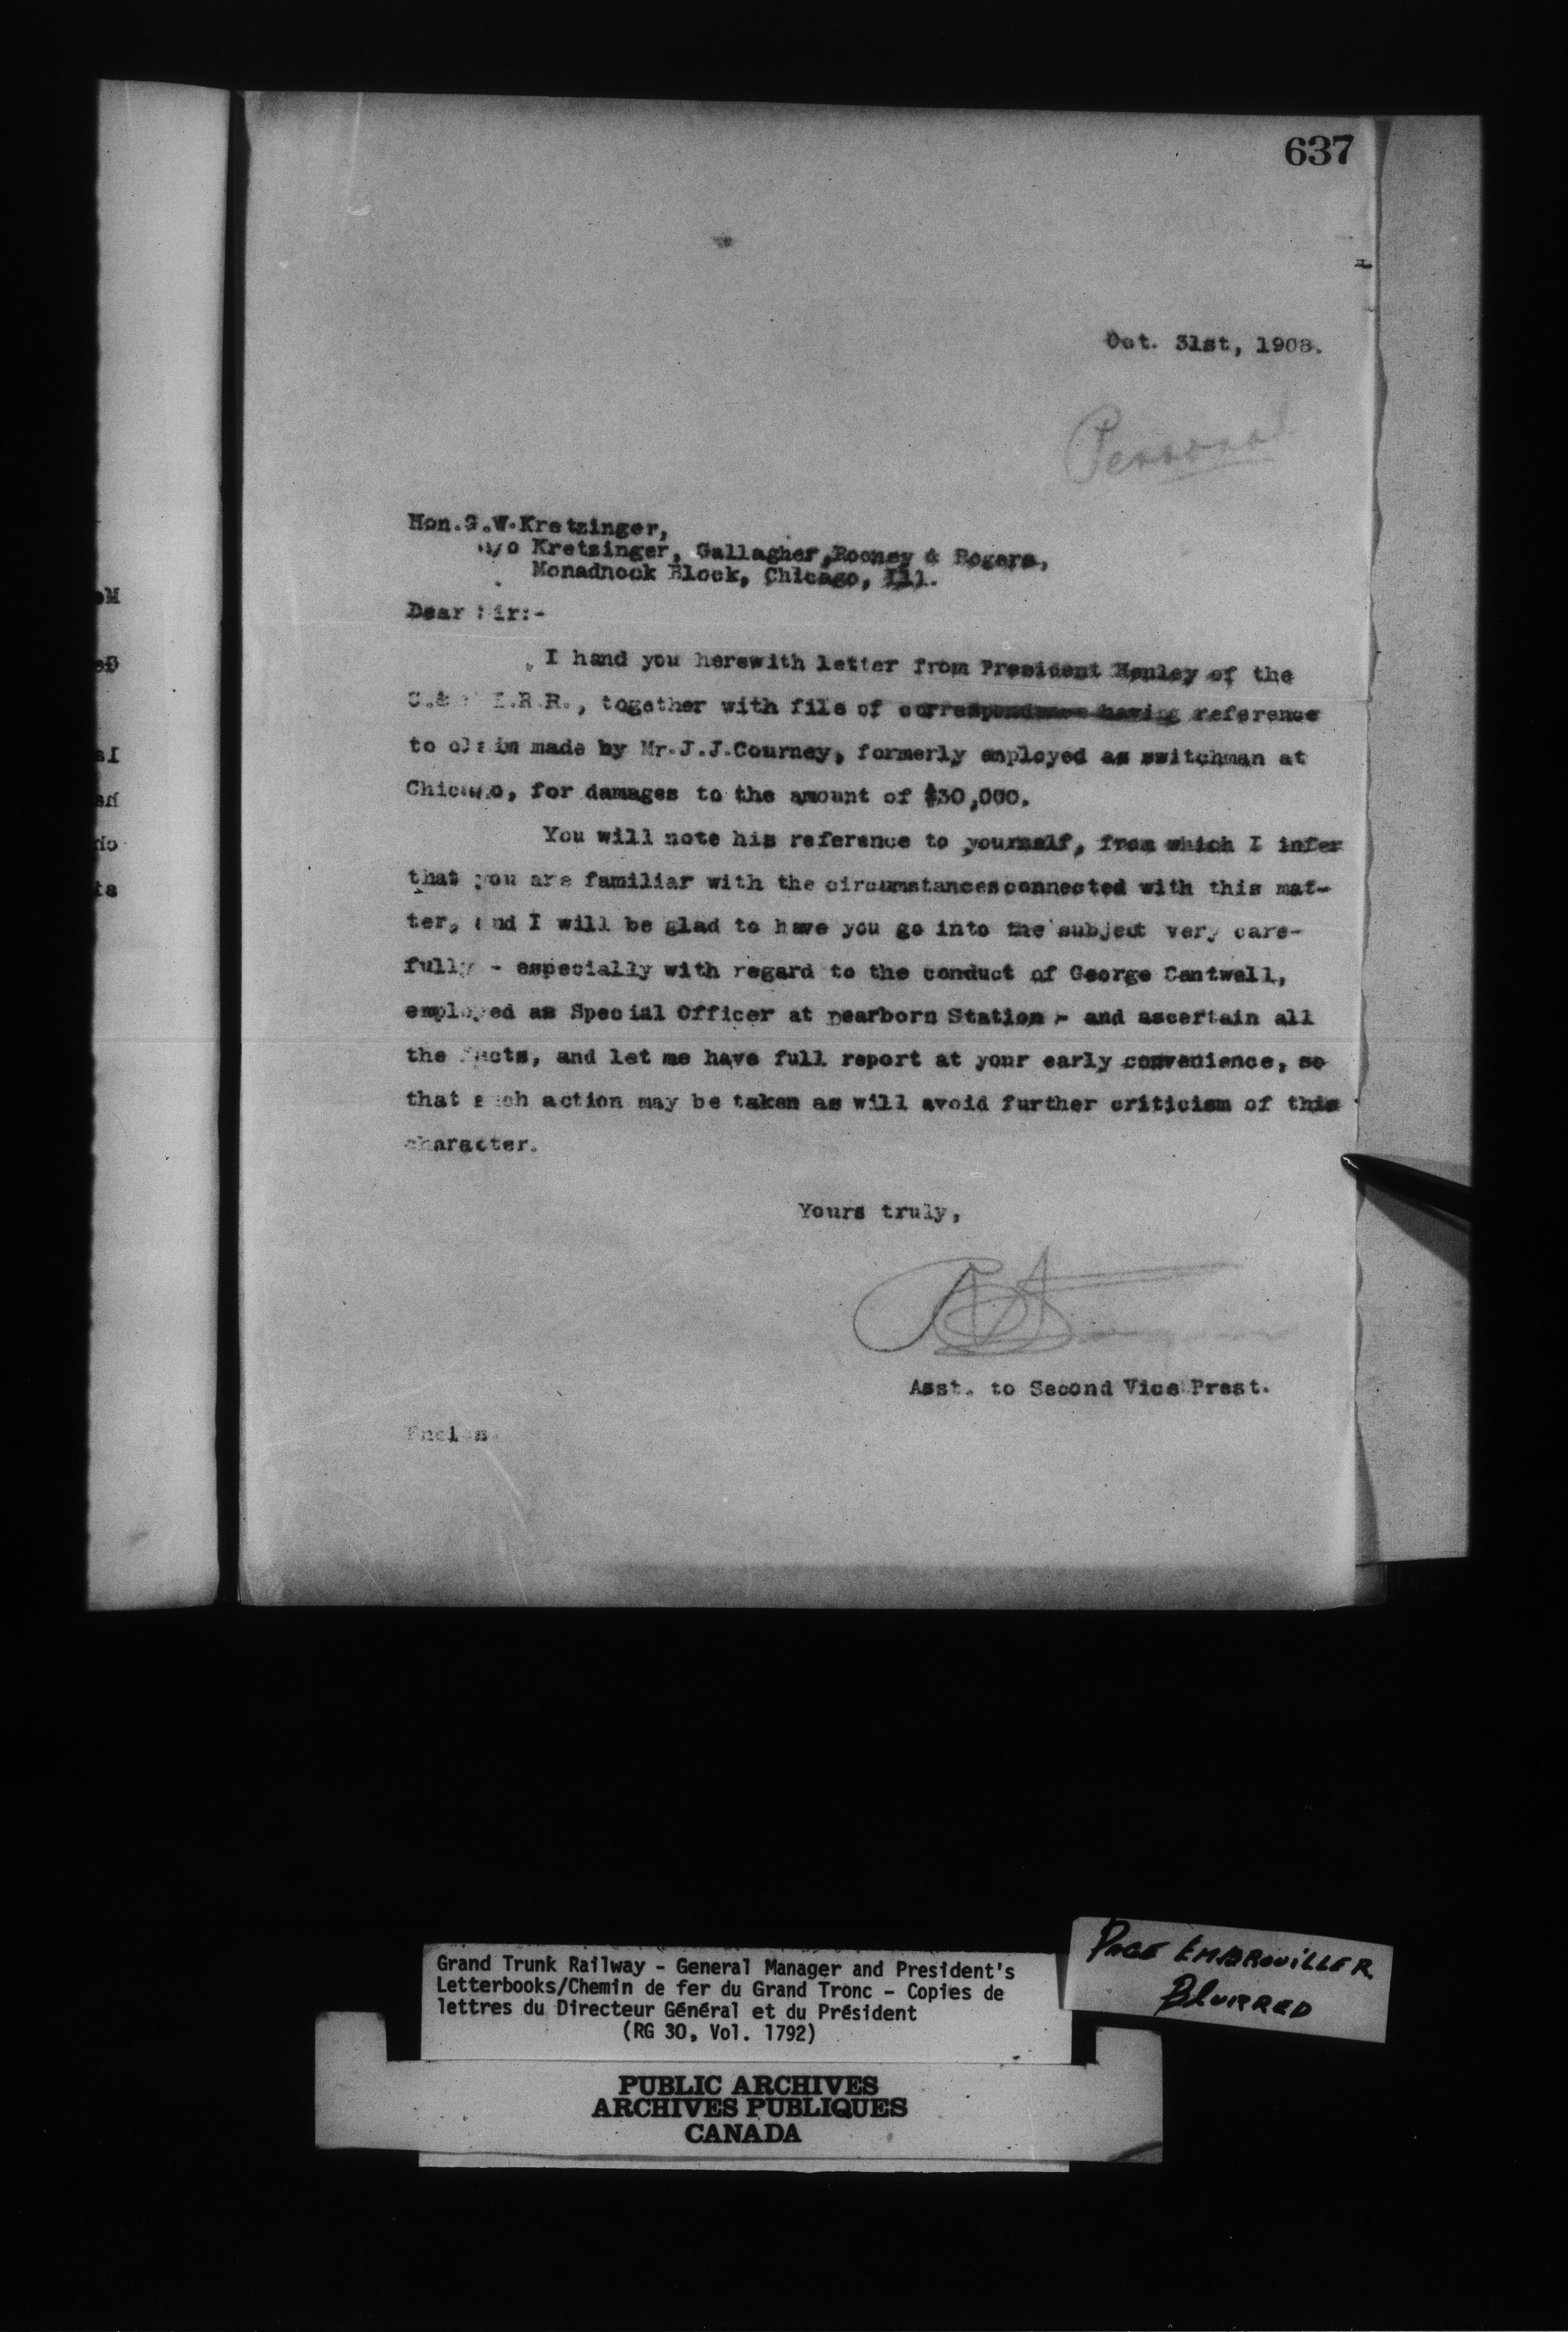 637
Oct. 31st, 1908.
Personal
Hon.G.W.Kretzinger,
c/o Kretzinger, Gallagher,Rooney & Rogers,
Monadnock Block, Chicago, Ill.
Dear Sir:-
I hand you herewith letter from President Henley of the
C.& W I.R.R., together with file of correspondence having reference
to claim made by Mr.J.J.Courney, formerly employed as switchman at
Chicago, for damages to the amount of $30,000.
You will note his reference to yourself, from which I infer
that you are familiar with the circumstances connected with this mat-
ter, and I will be glad to have you go into the subject very care-
fully - especially with regard to the conduct of George Cantwell,
employed as Special Officer at Dearborn Station - and ascertain all
the facts, and let me have full report at your early convenience, so
that such action may be taken as will avoid further criticism of this
character.
Yours truly,
Asst. to Second Vice Prest.
Encls.
Grand Trunk Railway - General Manager and President's
Letterbooks/Chemin de fer du Grand Tronc - Copies de
lettres du Directeur Général et du Président
(RG 30, Vol. 1792)
PAGE EMBROUILLER
BLURRED
PUBLIC ARCHIVES
ARCHIVES PUBLIQUES
CANADA